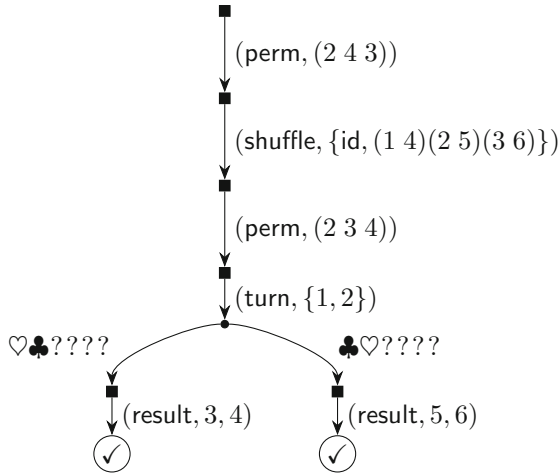 (perm, (2 4 3))
(shuffle, {id, (1 4)(2 5)(3 6)})
(perm, (2 3 4))
(turn, {1, 2})
♡♣???? ♣♡????
(result, 3, 4) (result, 5, 6)
✓ ✓